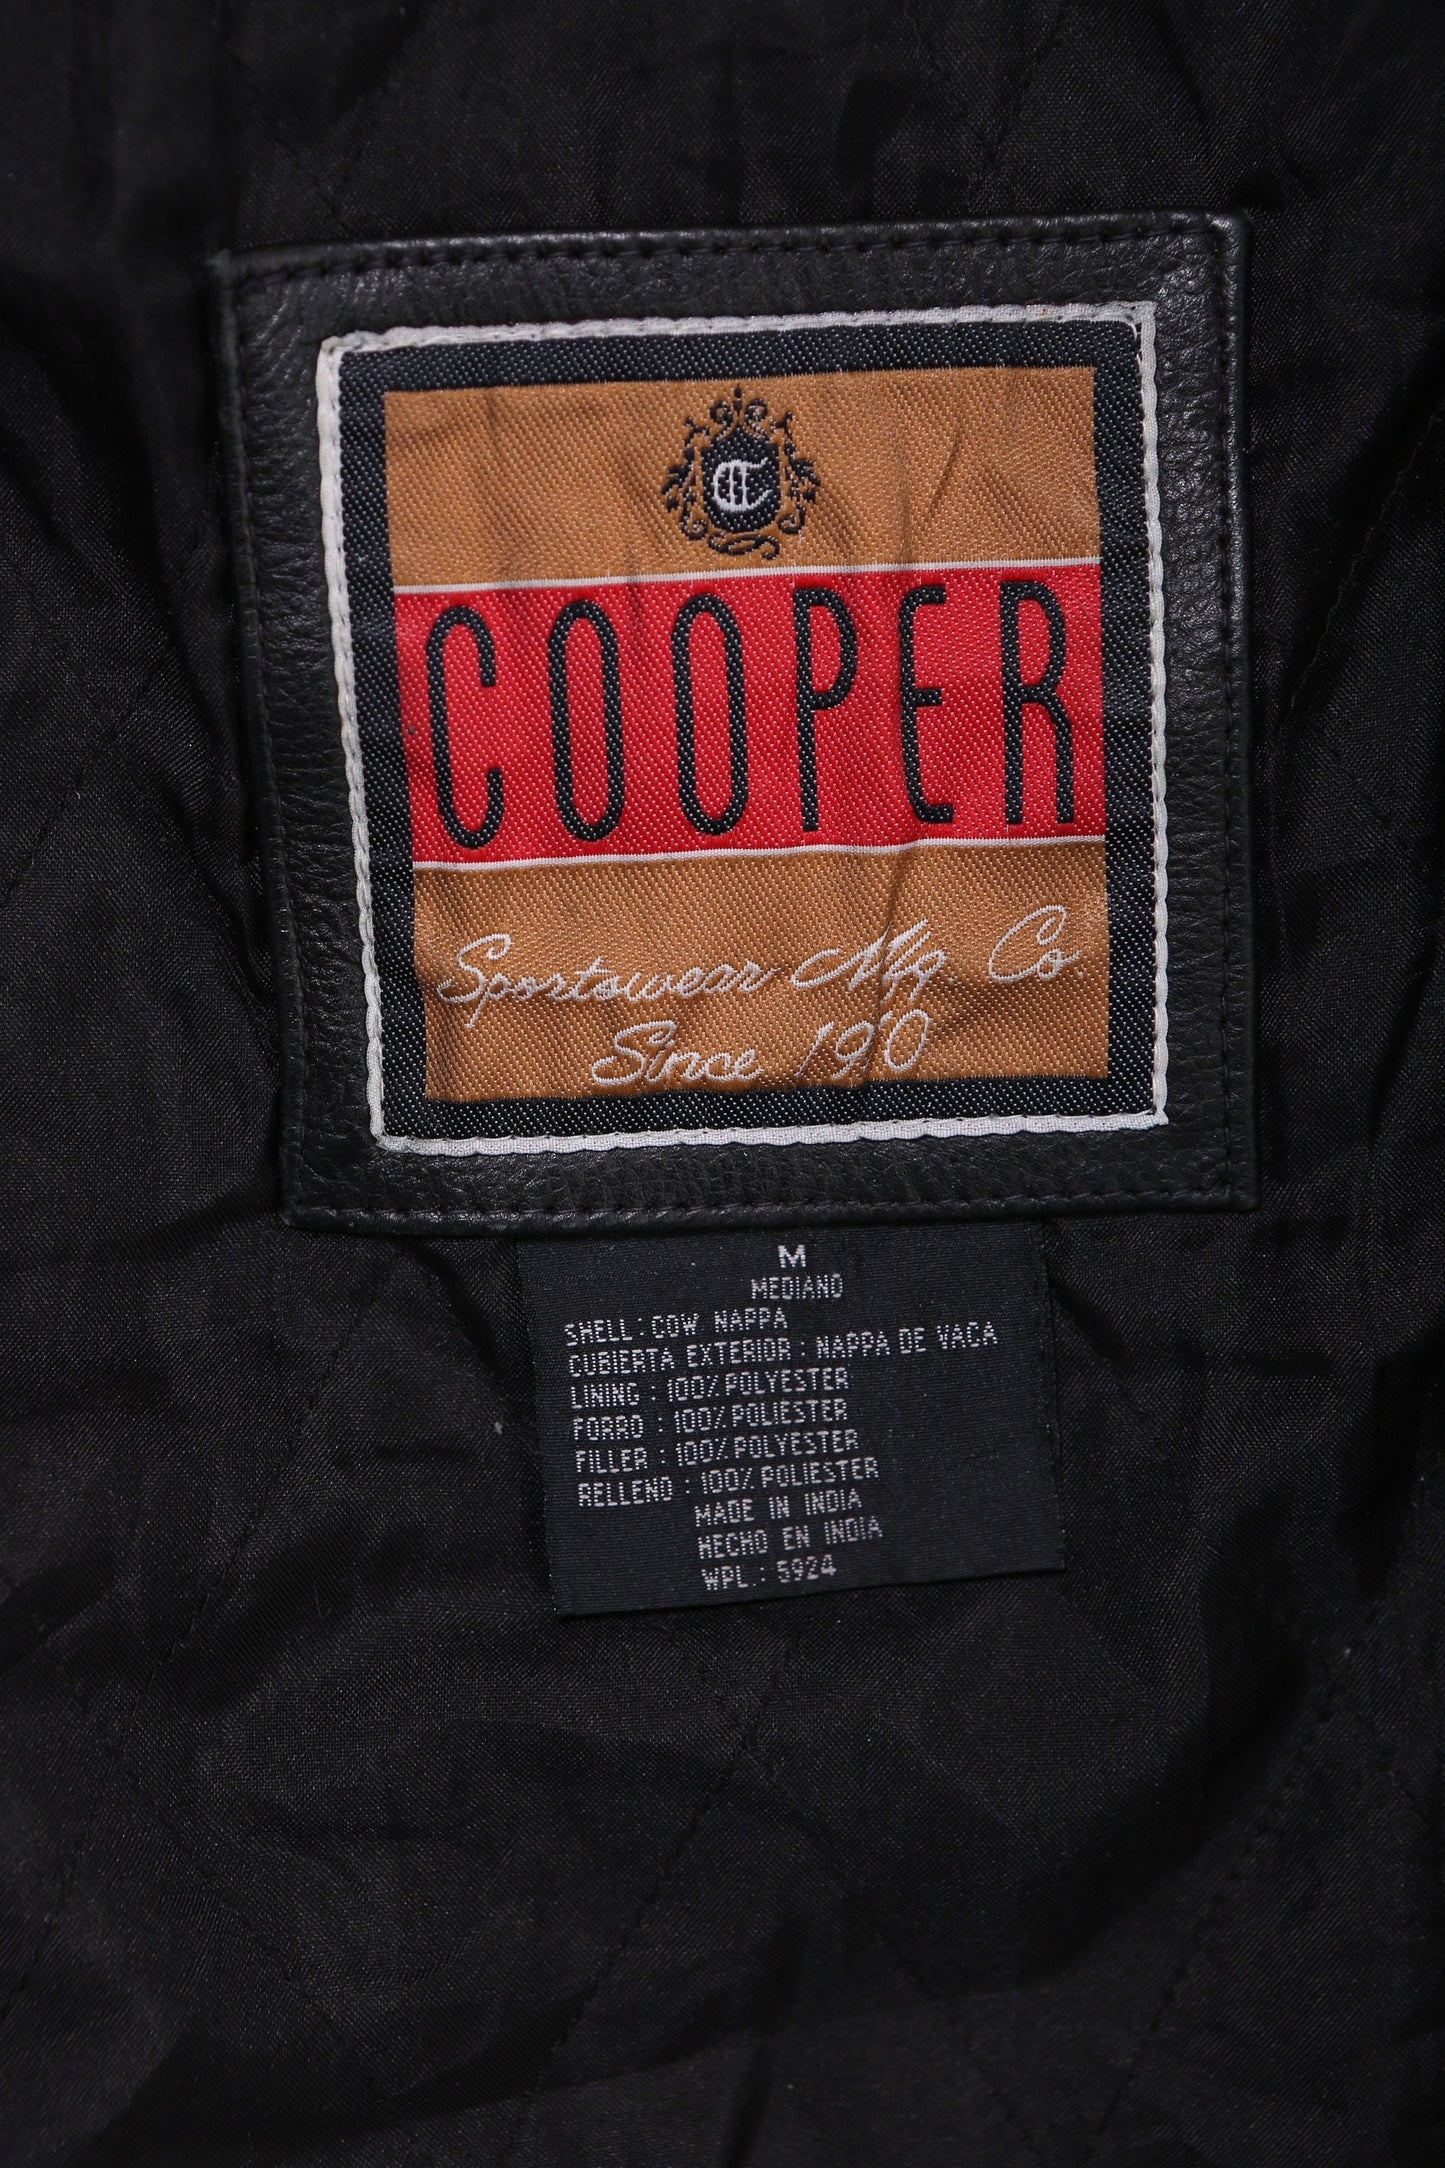 COOPER
Sportswear Mfg Co.
Since
M
MEDIANO
SHELL : COW NAPPA
CUBIERTA EXTERIOR : NAPPA DE VACA
LINING : 100% POLYESTER
FORRO : 100% POLIESTER
FILLER : 100% POLYESTER
RELLENO : 100% POLIESTER
MADE IN INDIA
HECHO EN INDIA
WPL : 5924